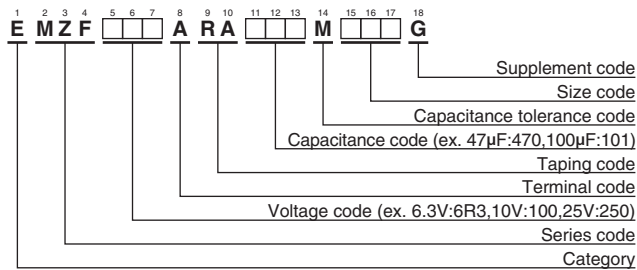 1 2 3 4 5 6 7 8 9 10 11 12 13 14 15 16 17 18
E MZF □□□ A RA □□□ M □□□ G
Supplement code
Size code
Capacitance tolerance code
Capacitance code (ex. 47µF:470,100µF:101)
Taping code
Terminal code
Voltage code (ex. 6.3V:6R3,10V:100,25V:250)
Series code
Category